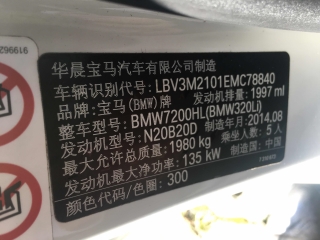 华晨宝马汽车有限公司制造
车辆识别代号: LBV3M2101EMC78840
品牌: 宝马(BMW)牌 发动机排量: 1997 ml
整车型号: BMW7200HL(BMW320Li)
发动机型号: N20B20D 制造年月: 2014.08
最大允许总质量: 1980 kg 乘坐人数: 5 人
发动机最大净功率: 135 kW 制造国: 中国
颜色代码/色圈: 300